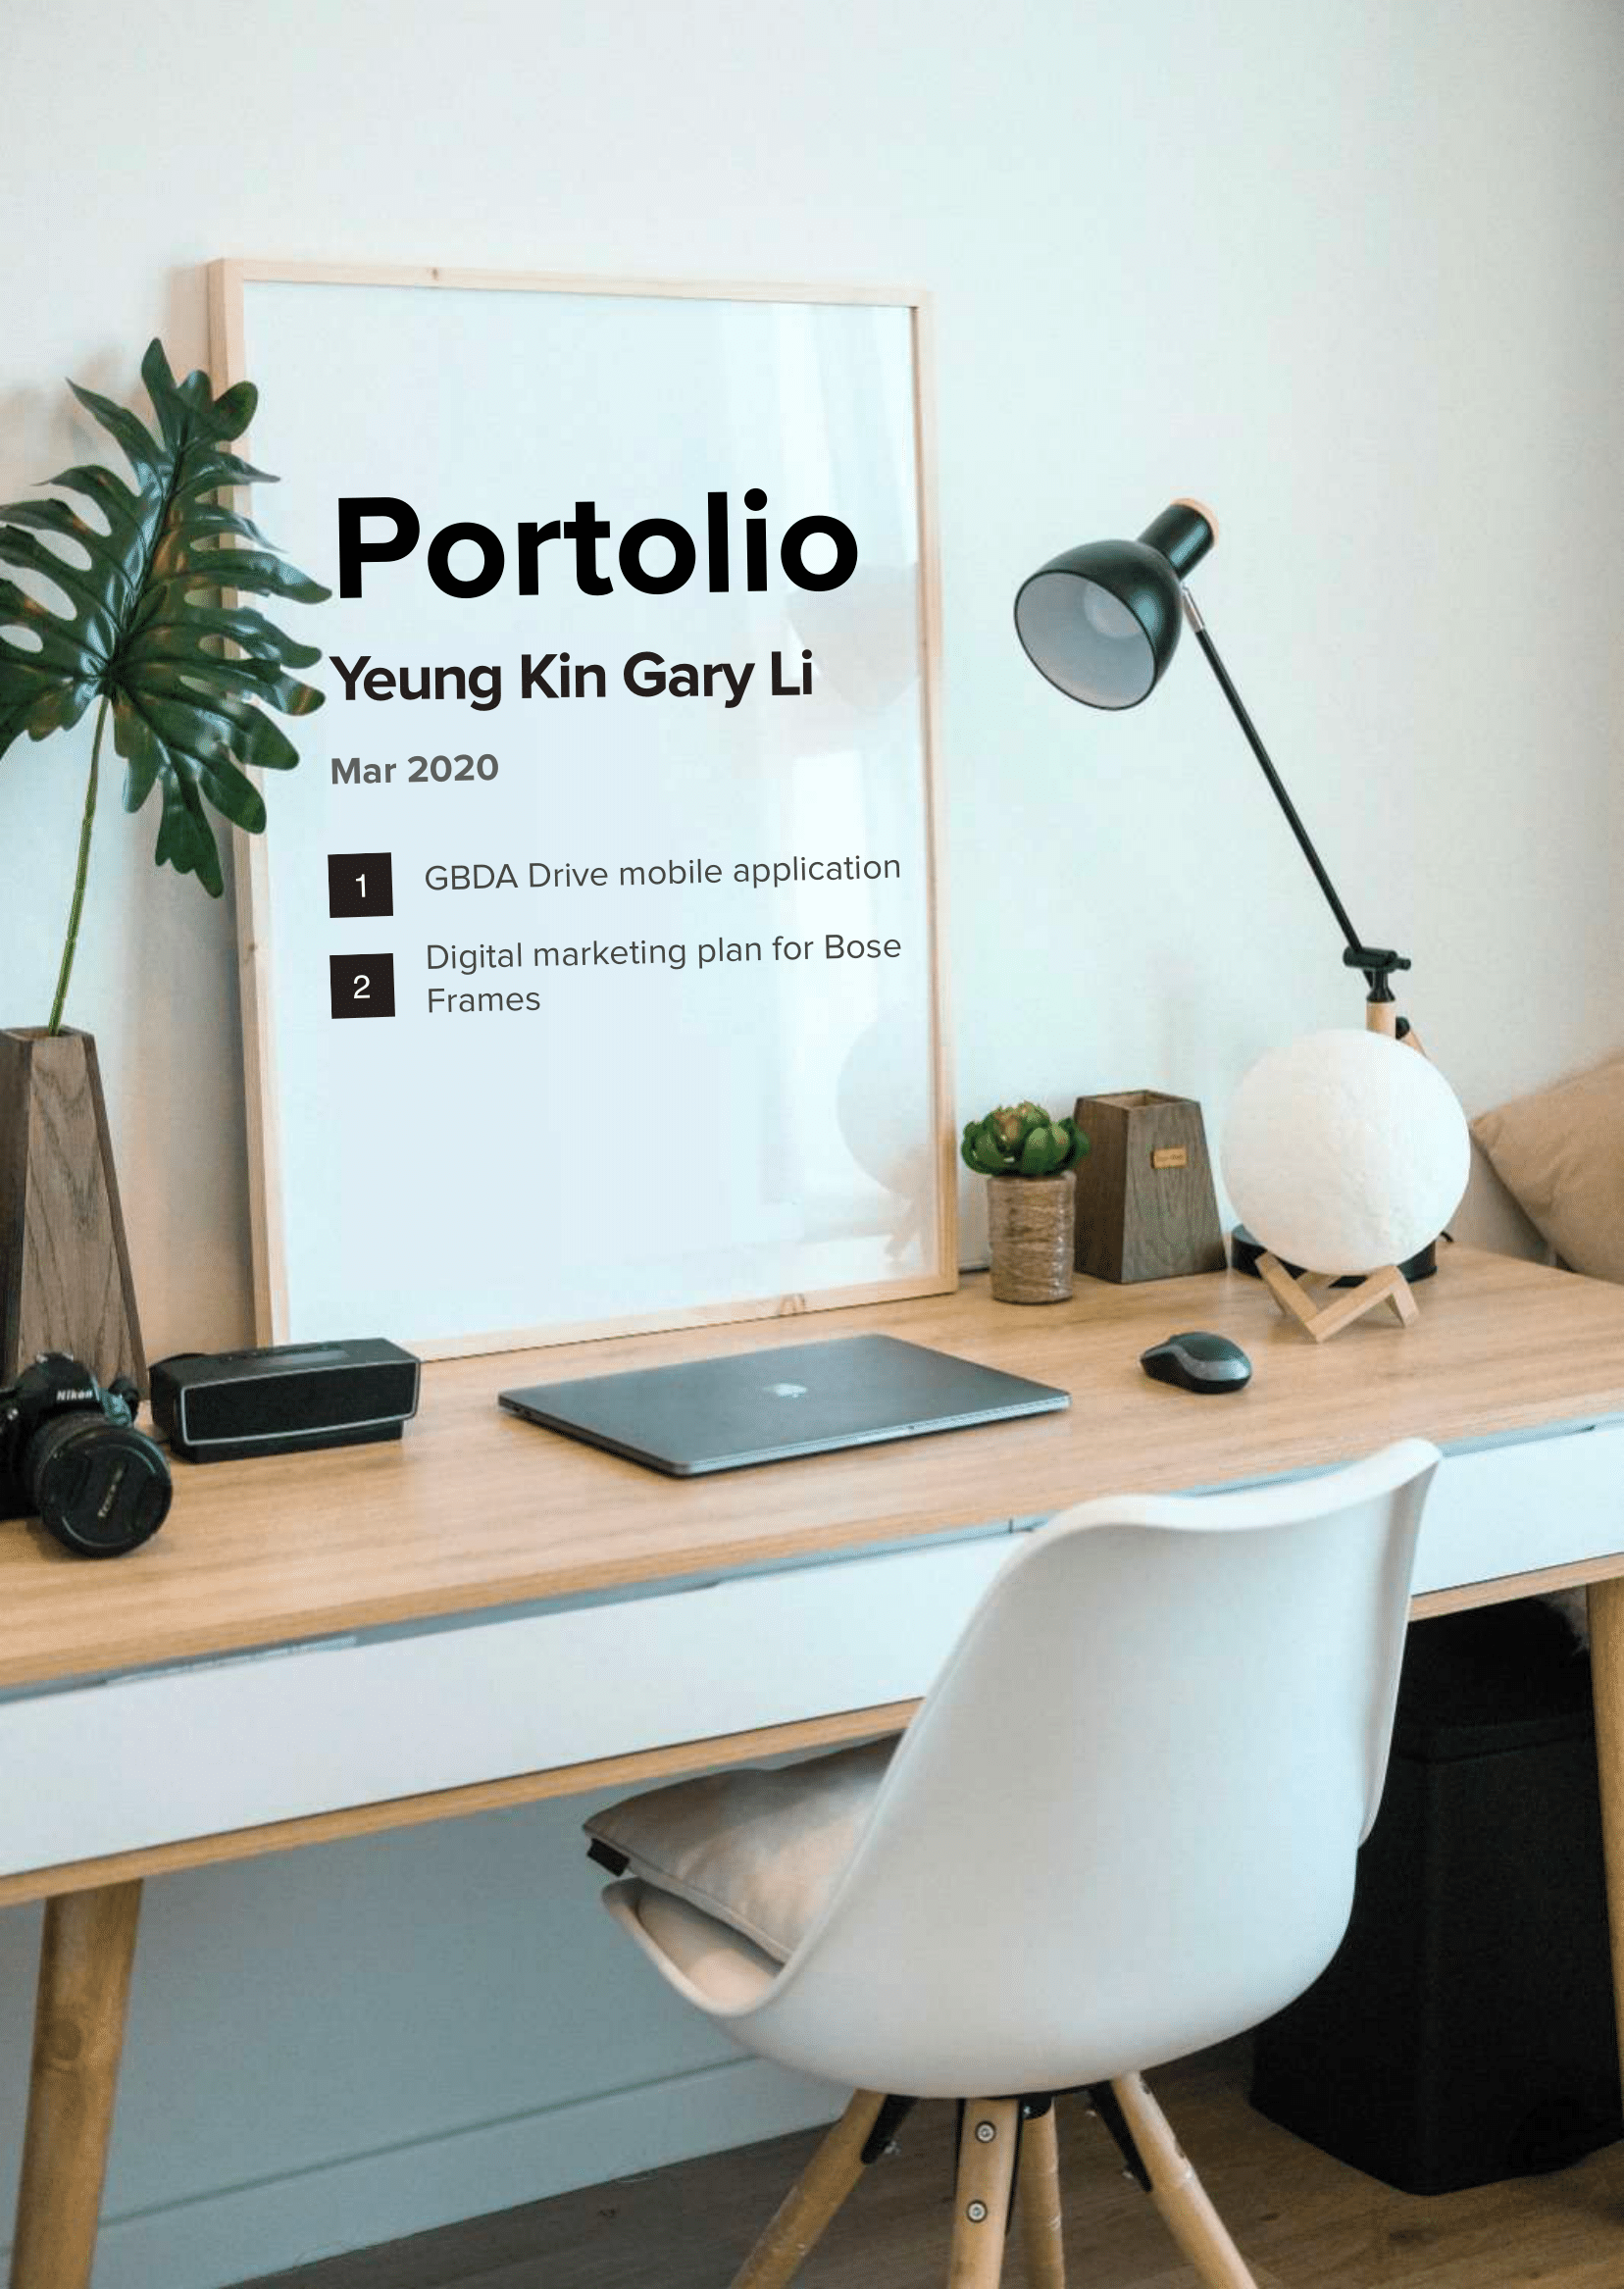 Portolio
Yeung Kin Gary Li
Mar 2020
1 GBDA Drive mobile application
2 Digital marketing plan for Bose
Frames
Nikon